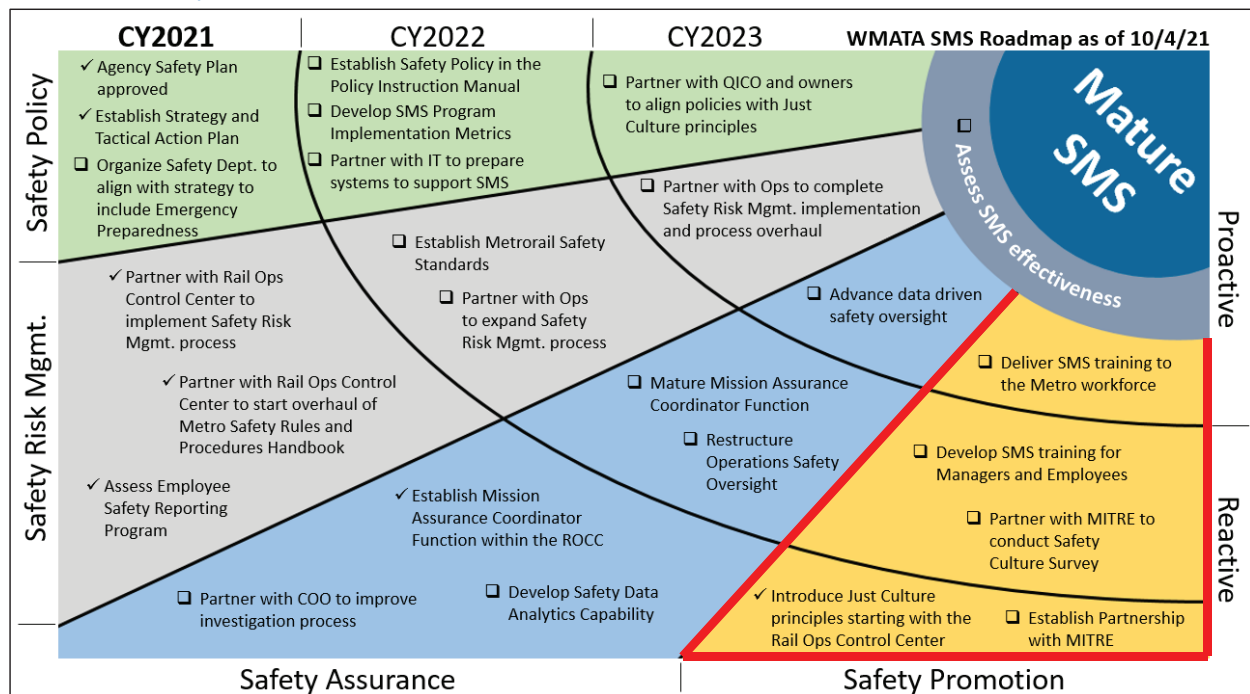 CY2021
CY2022
CY2023
WMATA SMS Roadmap as of 10/4/21
Safety Policy
✓ Agency Safety Plan
approved
✓ Establish Strategy and
Tactical Action Plan
❑ Organize Safety Dept. to
align with strategy to
include Emergency
Preparedness
❑ Establish Safety Policy in the
Policy Instruction Manual
❑ Develop SMS Program
Implementation Metrics
❑ Partner with IT to prepare
systems to support SMS
❑ Partner with QICO and owners
to align policies with Just
Culture principles
❑ Assess SMS effectiveness
Mature
SMS
Safety Risk Mgmt.
✓ Partner with Rail Ops
Control Center to
implement Safety Risk
Mgmt. process
✓ Partner with Rail Ops Control
Center to start overhaul of
Metro Safety Rules and
Procedures Handbook
✓ Assess Employee
Safety Reporting
Program
❑ Establish Metrorail Safety
Standards
❑ Partner with Ops
to expand Safety
Risk Mgmt. process
❑ Partner with Ops to complete
Safety Risk Mgmt. implementation
and process overhaul
❑ Partner with COO to improve
investigation process
✓ Establish Mission
Assurance Coordinator
Function within the ROCC
❑ Develop Safety Data
Analytics Capability
❑ Mature Mission Assurance
Coordinator Function
❑ Restructure
Operations Safety
Oversight
❑ Advance data driven
safety oversight
✓ Introduce Just Culture
principles starting with the
Rail Ops Control Center
❑ Establish Partnership
with MITRE
❑ Develop SMS training for
Managers and Employees
❑ Partner with MITRE to
conduct Safety
Culture Survey
❑ Deliver SMS training to
the Metro workforce
Proactive
Reactive
Safety Assurance
Safety Promotion